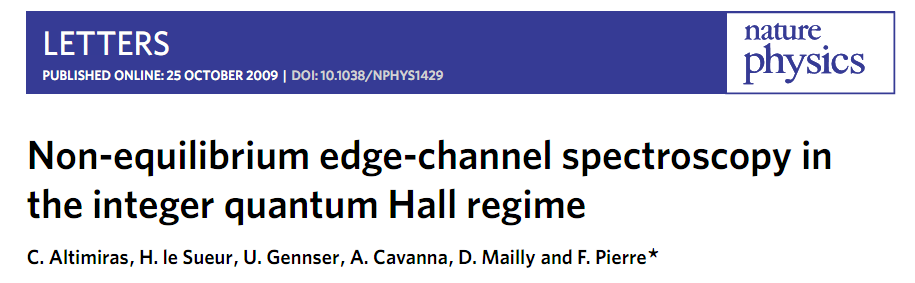 LETTERS
PUBLISHED ONLINE: 25 OCTOBER 2009 | DOI: 10.1038/NPHYS1429
nature
physics
Non-equilibrium edge-channel spectroscopy in
the integer quantum Hall regime
C. Altimiras, H. le Sueur, U. Gennser, A. Cavanna, D. Mailly and F. Pierre★